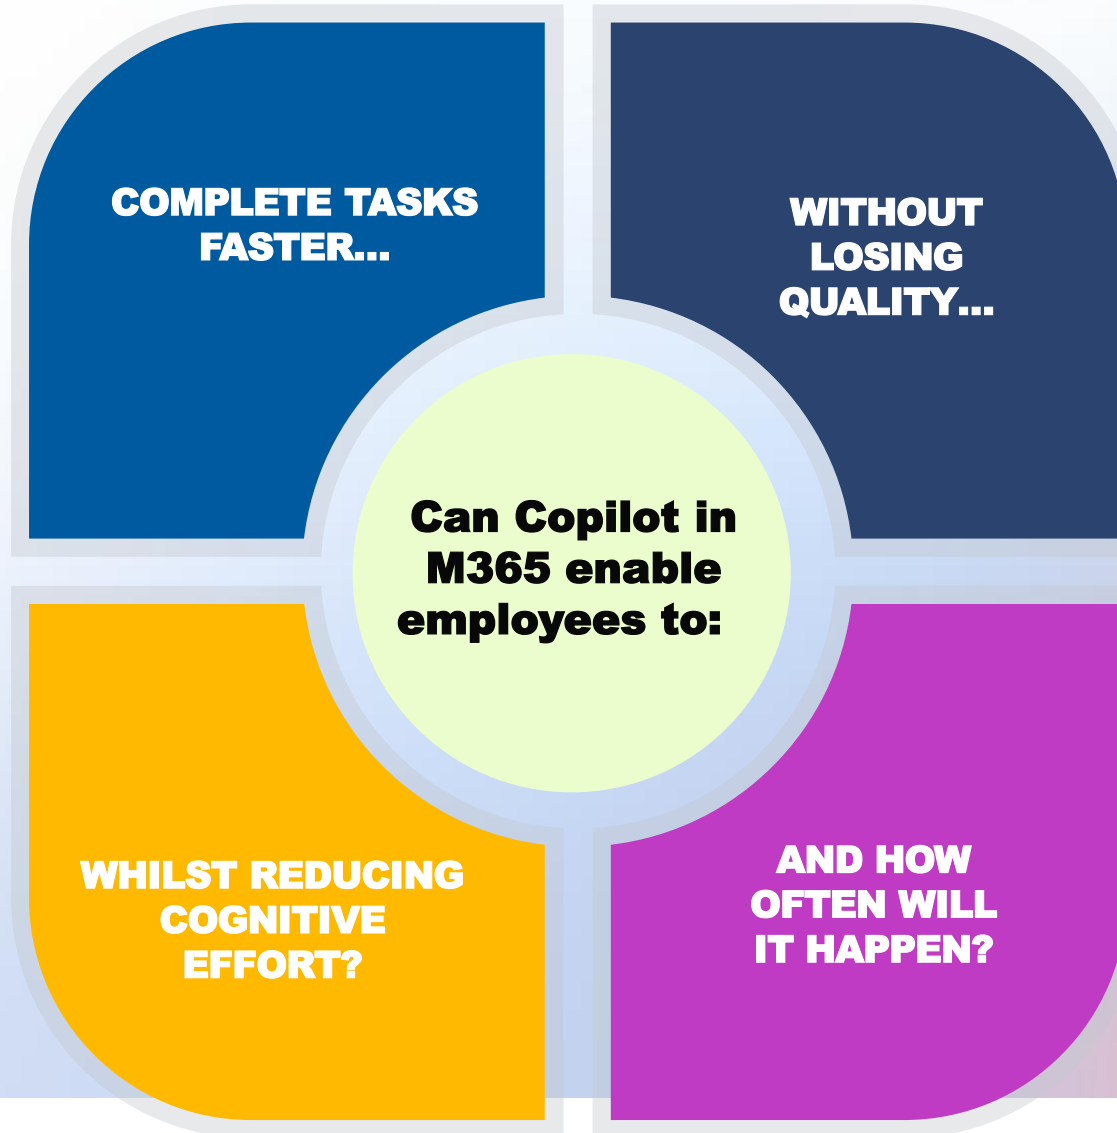 COMPLETE TASKS
FASTER...
WITHOUT
LOSING
QUALITY...
Can Copilot in
M365 enable
employees to:
WHILST REDUCING
COGNITIVE
EFFORT?
AND HOW
OFTEN WILL
IT HAPPEN?